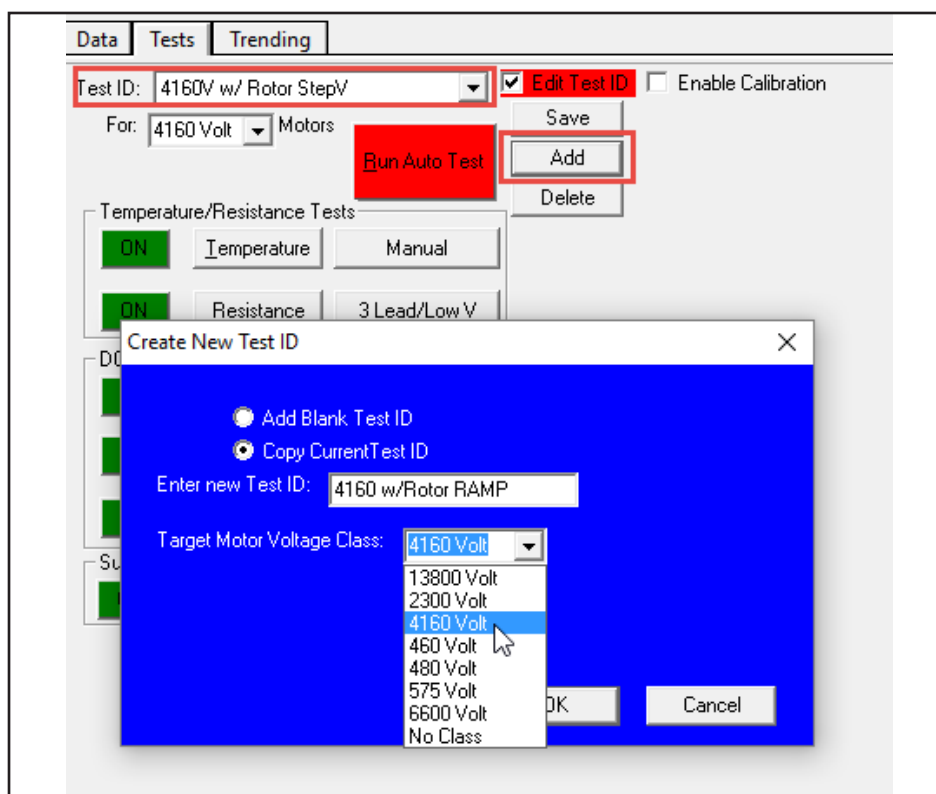 Data Tests Trending
Test ID: 4160V w/ Rotor StepV Edit Test ID Enable Calibration
For: 4160 Volt Motors
Save
Run Auto Test
Add
Delete
Temperature/Resistance Tests
ON Temperature Manual
ON Resistance 3 Lead/Low V
Create New Test ID
Add Blank Test ID
Copy CurrentTest ID
Enter new Test ID: 4160 w/Rotor RAMP
Target Motor Voltage Class: 4160 Volt
13800 Volt
2300 Volt
4160 Volt
460 Volt
480 Volt
575 Volt
6600 Volt
No Class
Cancel